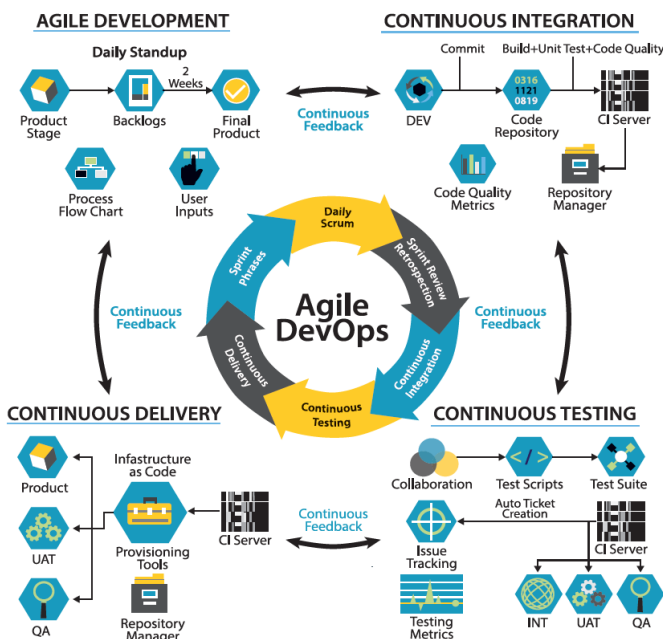 AGILE DEVELOPMENT
Daily Standup
2
Weeks
Product
Stage
Backlogs
Final
Product
Process
Flow Chart
User
Inputs
Continuous
Feedback
CONTINUOUS INTEGRATION
Commit
Build+Unit
Test+Code Quality
DEV
0316
1121
0819
Code
Repository
CI Server
Code Quality
Metrics
Repository
Manager
Continuous
Feedback
Agile
DevOps
Daily
Scrum
Sprint Review
Retrospection
Continuous
Integration
Continuous
Testing
Continuous
Delivery
Sprint
Phrases
Continuous
Feedback
CONTINUOUS DELIVERY
Product
UAT
QA
Infastructure
as Code
Provisioning
Tools
Repository
Manager
CI Server
Continuous
Feedback
CONTINUOUS TESTING
Collaboration
</>
Test Scripts
Test Suite
Auto Ticket
Creation
Issue
Tracking
CI Server
Testing
Metrics
INT
UAT
QA